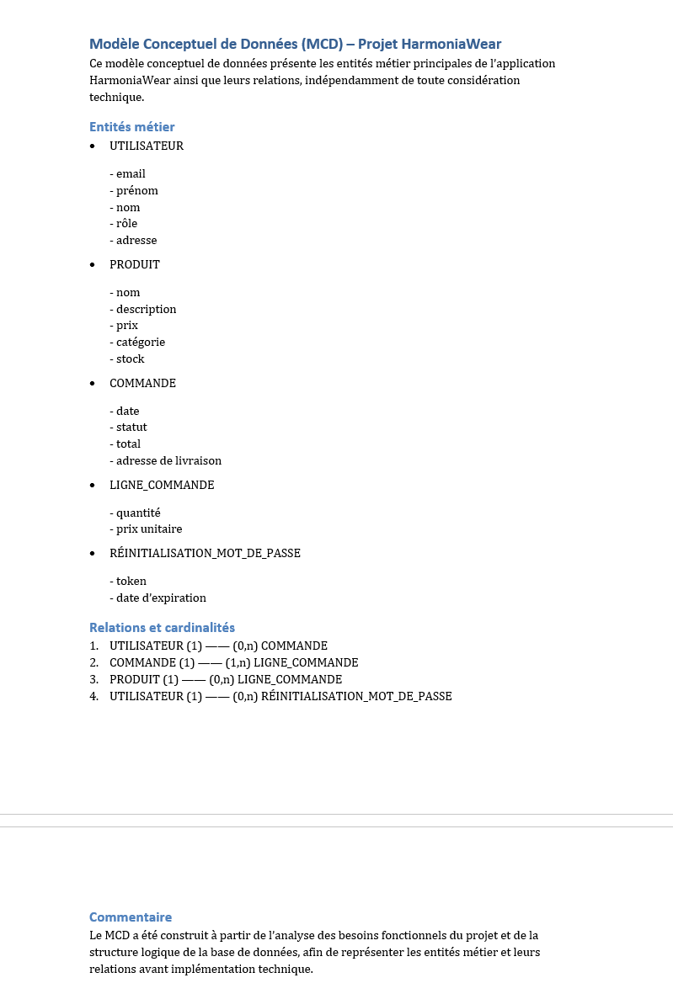 Modèle Conceptuel de Données (MCD) – Projet HarmoniaWear
Ce modèle conceptuel de données présente les entités métier principales de l’application
HarmoniaWear ainsi que leurs relations, indépendamment de toute considération
technique.
Entités métier
• UTILISATEUR
- email
- prénom
- nom
- rôle
- adresse
• PRODUIT
- nom
- description
- prix
- catégorie
- stock
• COMMANDE
- date
- statut
- total
- adresse de livraison
• LIGNE_COMMANDE
- quantité
- prix unitaire
• RÉINITIALISATION_MOT_DE_PASSE
- token
- date d’expiration
Relations et cardinalités
1. UTILISATEUR (1) —— (0,n) COMMANDE
2. COMMANDE (1) —— (1,n) LIGNE_COMMANDE
3. PRODUIT (1) —— (0,n) LIGNE_COMMANDE
4. UTILISATEUR (1) —— (0,n) RÉINITIALISATION_MOT_DE_PASSE
Commentaire
Le MCD a été construit à partir de l’analyse des besoins fonctionnels du projet et de la
structure logique de la base de données, afin de représenter les entités métier et leurs
relations avant implémentation technique.